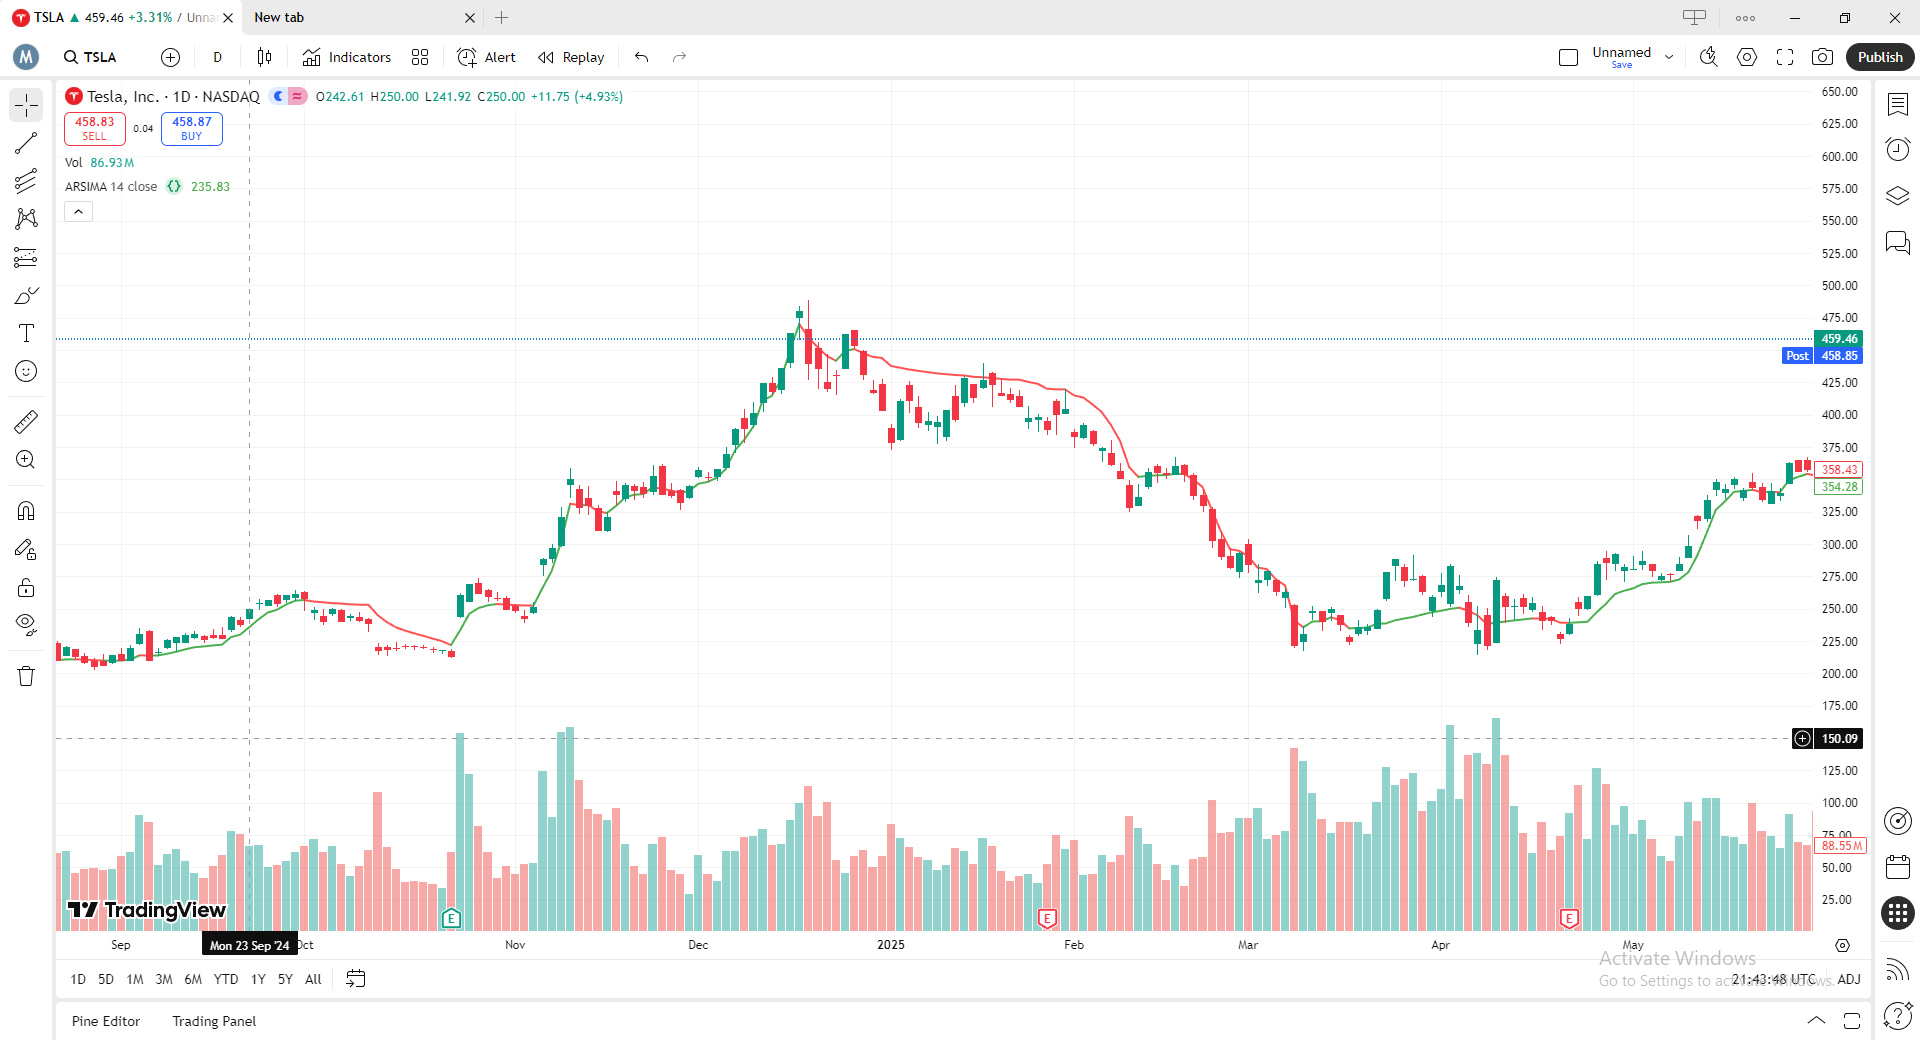 TSLA ▲ 459.46 +3.31% / Unna
New tab
M
TSLA
D
Indicators
Alert
Replay
Unnamed
Save
Publish
Tesla, Inc. · 1D · NASDAQ
O242.61 H250.00 L241.92 C250.00 +11.75 (+4.93%)
458.83
SELL
0.04
458.87
BUY
Vol 86.93M
ARSIMA 14 close {} 235.83
650.00
625.00
600.00
575.00
550.00
525.00
500.00
475.00
459.46
Post 458.85
425.00
400.00
375.00
358.43
354.28
325.00
300.00
275.00
250.00
225.00
200.00
175.00
150.09
125.00
100.00
75.00
88.55M
50.00
25.00
TradingView
E
E
E
Sep
Mon 23 Sep '24
Oct
Nov
Dec
2025
Feb
Mar
Apr
May
Activate Windows
Go to Settings to activate Windows.
1D 5D 1M 3M 6M YTD 1Y 5Y All
21:43:48 UTC
ADJ
Pine Editor
Trading Panel